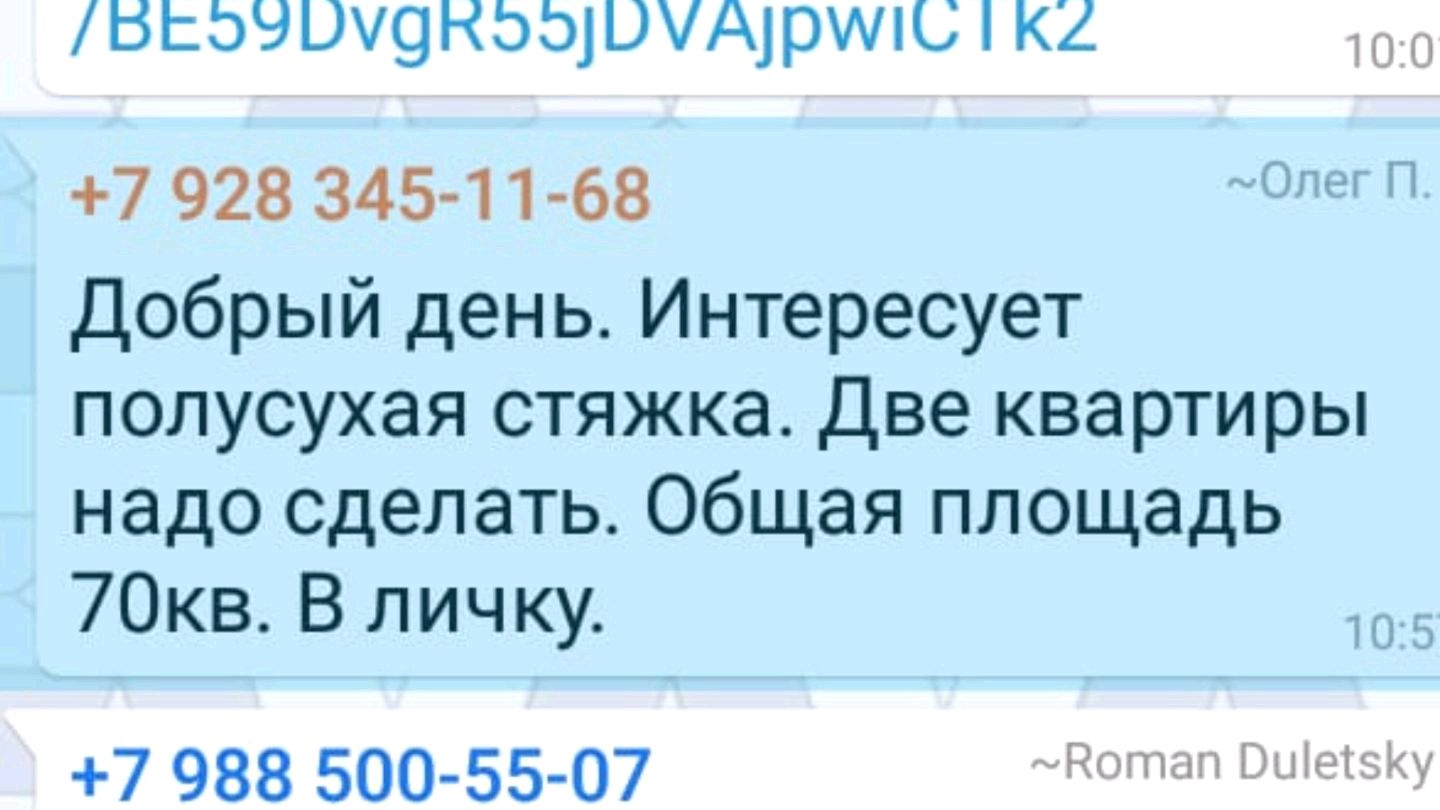 /BE59DvgR55jDVAjpwiCTk2
10:0
+7 928 345-11-68
~Олег П.
Добрый день. Интересует
полусухая стяжка. Две квартиры
надо сделать. Общая площадь
70кв. В личку.
10:5
+7 988 500-55-07
~Roman Duletsky